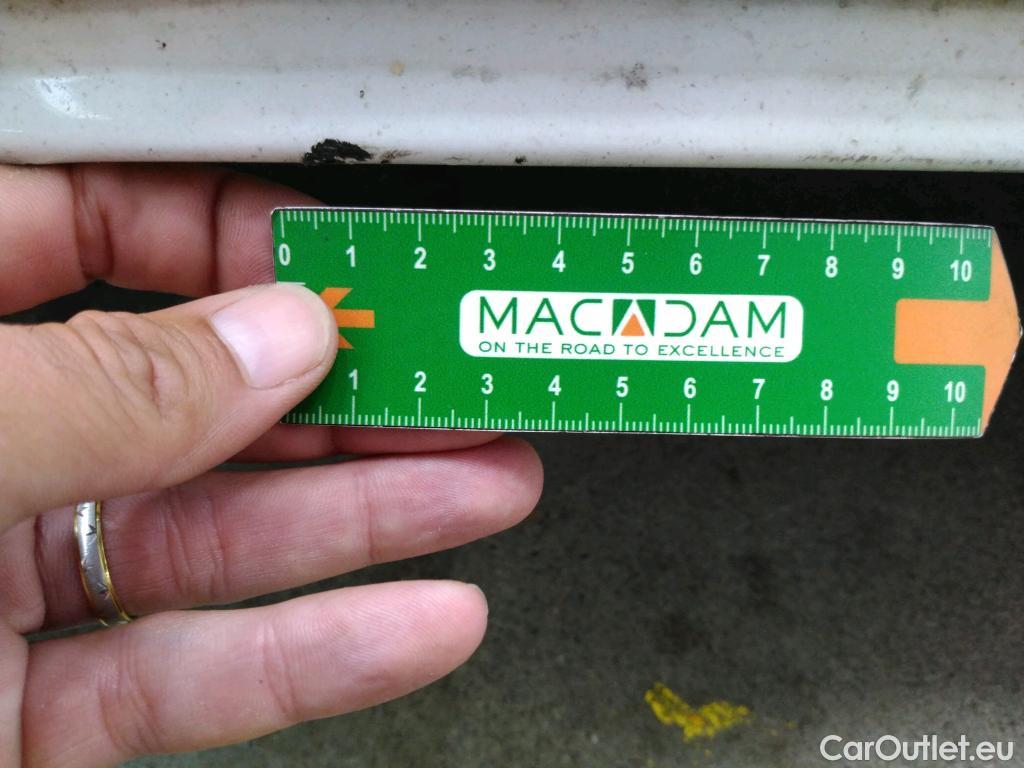 0 1 2 3 4 5 6 7 8 9 10
MACADAM
ON THE ROAD TO EXCELLENCE
1 2 3 4 5 6 7 8 9 10
CarOutlet.eu